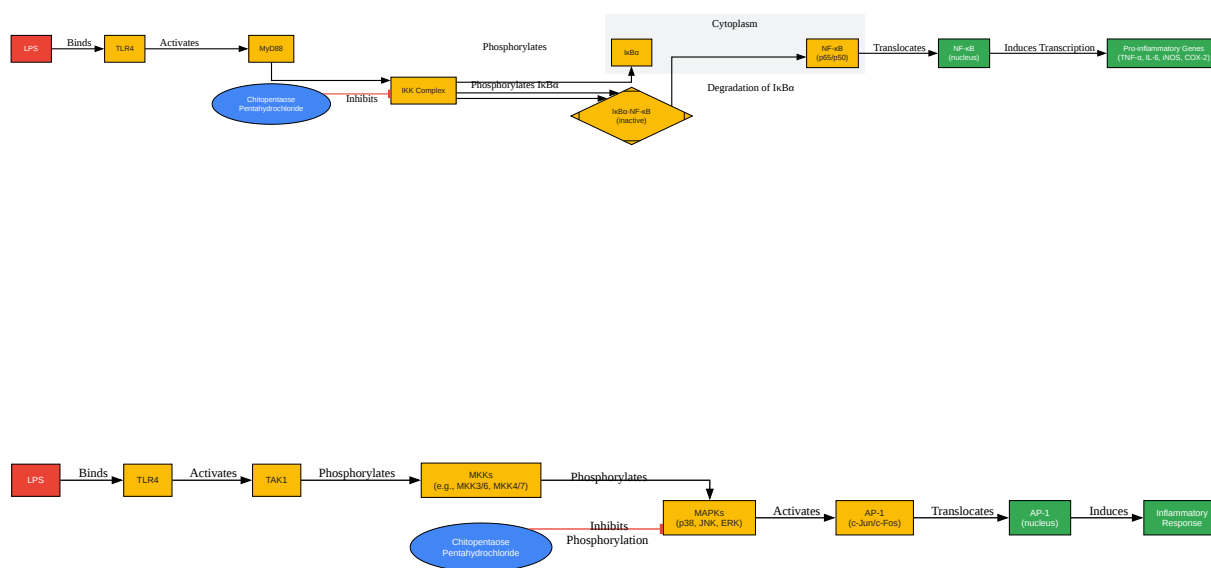 Cytoplasm
LPS
Binds
TLR4
Activates
MyD88
Phosphorylates
IκBα
NF-κB
(p65/p50)
Translocates
NF-κB
(nucleus)
Induces Transcription
Pro-inflammatory Genes
(TNF-α, IL-6, iNOS, COX-2)
Chitopentaose
Pentahydrochloride
Inhibits
IKK Complex
Phosphorylates IκBα
IκBα-NF-κB
(inactive)
Degradation of IκBα
LPS
Binds
TLR4
Activates
TAK1
Phosphorylates
MKKs
(e.g., MKK3/6, MKK4/7)
Phosphorylates
Chitopentaose
Pentahydrochloride
Inhibits
Phosphorylation
MAPKs
(p38, JNK, ERK)
Activates
AP-1
(c-Jun/c-Fos)
Translocates
AP-1
(nucleus)
Induces
Inflammatory
Response